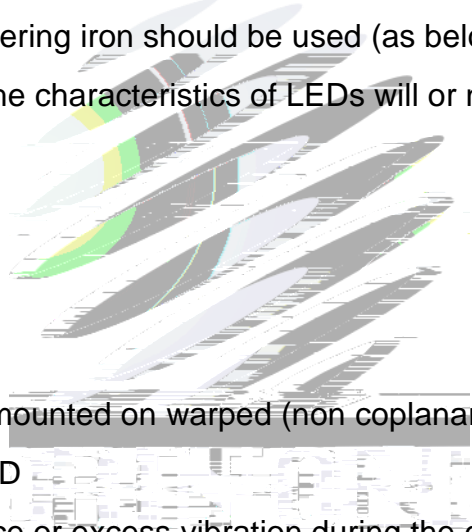 ering iron should be used (as belo
he characteristics of LEDs will or
mounted on warped (non coplanar
D
ce or excess vibration during the